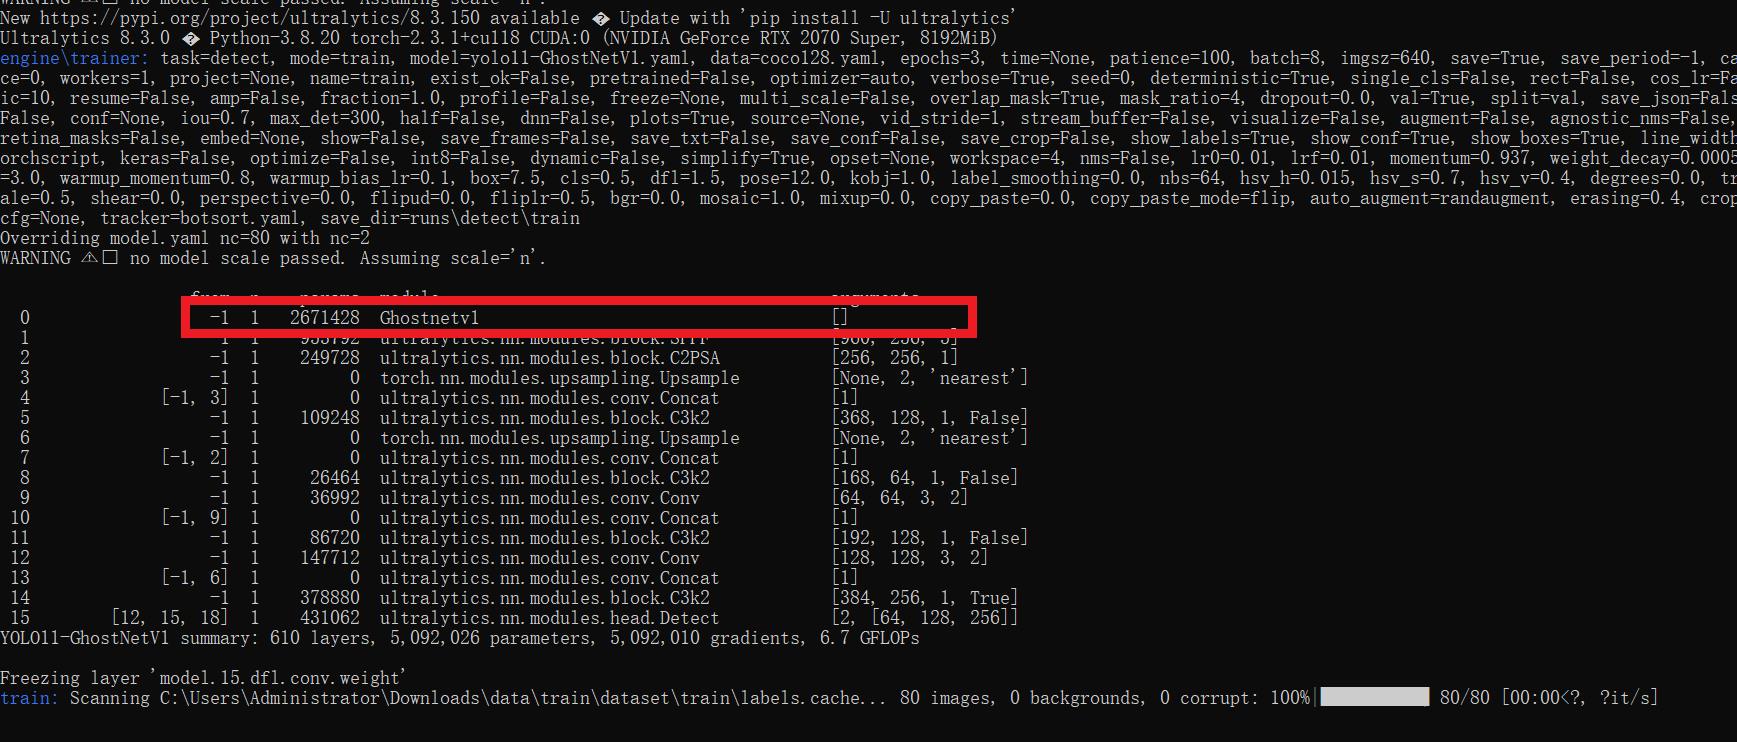 WARNING ⚠□ no model scale passed. Assuming scale='n'.
New https://pypi.org/project/ultralytics/8.3.150 available � Update with 'pip install -U ultralytics'
Ultralytics 8.3.0 � Python-3.8.20 torch-2.3.1+cu118 CUDA:0 (NVIDIA GeForce RTX 2070 Super, 8192MiB)
engine\trainer: task=detect, mode=train, model=yolo11-GhostNetV1.yaml, data=coco128.yaml, epochs=3, time=None, patience=100, batch=8, imgsz=640, save=True, save_period=-1, ca
ce=0, workers=1, project=None, name=train, exist_ok=False, pretrained=False, optimizer=auto, verbose=True, seed=0, deterministic=True, single_cls=False, rect=False, cos_lr=Fa
ic=10, resume=False, amp=False, fraction=1.0, profile=False, freeze=None, multi_scale=False, overlap_mask=True, mask_ratio=4, dropout=0.0, val=True, split=val, save_json=Fals
False, conf=None, iou=0.7, max_det=300, half=False, dnn=False, plots=True, source=None, vid_stride=1, stream_buffer=False, visualize=False, augment=False, agnostic_nms=False,
retina_masks=False, embed=None, show=False, save_frames=False, save_txt=False, save_conf=False, save_crop=False, show_labels=True, show_conf=True, show_boxes=True, line_width
orchscript, keras=False, optimize=False, int8=False, dynamic=False, simplify=True, opset=None, workspace=4, nms=False, lr0=0.01, lrf=0.01, momentum=0.937, weight_decay=0.0005
=3.0, warmup_momentum=0.8, warmup_bias_lr=0.1, box=7.5, cls=0.5, dfl=1.5, pose=12.0, kobj=1.0, label_smoothing=0.0, nbs=64, hsv_h=0.015, hsv_s=0.7, hsv_v=0.4, degrees=0.0, tr
ale=0.5, shear=0.0, perspective=0.0, flipud=0.0, fliplr=0.5, bgr=0.0, mosaic=1.0, mixup=0.0, copy_paste=0.0, copy_paste_mode=flip, auto_augment=randaugment, erasing=0.4, crop
cfg=None, tracker=botsort.yaml, save_dir=runs\detect\train
Overriding model.yaml nc=80 with nc=2
WARNING ⚠□ no model scale passed. Assuming scale='n'.
from n params module arguments
0 -1 1 2671428 Ghostnetv1 []
1 -1 1 953792 ultralytics.nn.modules.block.SPPF [960, 256, 5]
2 -1 1 249728 ultralytics.nn.modules.block.C2PSA [256, 256, 1]
3 -1 1 0 torch.nn.modules.upsampling.Upsample [None, 2, 'nearest']
4 [-1, 3] 1 0 ultralytics.nn.modules.conv.Concat [1]
5 -1 1 109248 ultralytics.nn.modules.block.C3k2 [368, 128, 1, False]
6 -1 1 0 torch.nn.modules.upsampling.Upsample [None, 2, 'nearest']
7 [-1, 2] 1 0 ultralytics.nn.modules.conv.Concat [1]
8 -1 1 26464 ultralytics.nn.modules.block.C3k2 [168, 64, 1, False]
9 -1 1 36992 ultralytics.nn.modules.conv.Conv [64, 64, 3, 2]
10 [-1, 9] 1 0 ultralytics.nn.modules.conv.Concat [1]
11 -1 1 86720 ultralytics.nn.modules.block.C3k2 [192, 128, 1, False]
12 -1 1 147712 ultralytics.nn.modules.conv.Conv [128, 128, 3, 2]
13 [-1, 6] 1 0 ultralytics.nn.modules.conv.Concat [1]
14 -1 1 378880 ultralytics.nn.modules.block.C3k2 [384, 256, 1, True]
15 [12, 15, 18] 1 431062 ultralytics.nn.modules.head.Detect [2, [64, 128, 256]]
YOLO11-GhostNetV1 summary: 610 layers, 5,092,026 parameters, 5,092,010 gradients, 6.7 GFLOPs
Freezing layer 'model.15.dfl.conv.weight'
train: Scanning C:\Users\Administrator\Downloads\data\train\dataset\train\labels.cache... 80 images, 0 backgrounds, 0 corrupt: 100%|██████████| 80/80 [00:00<?, ?it/s]